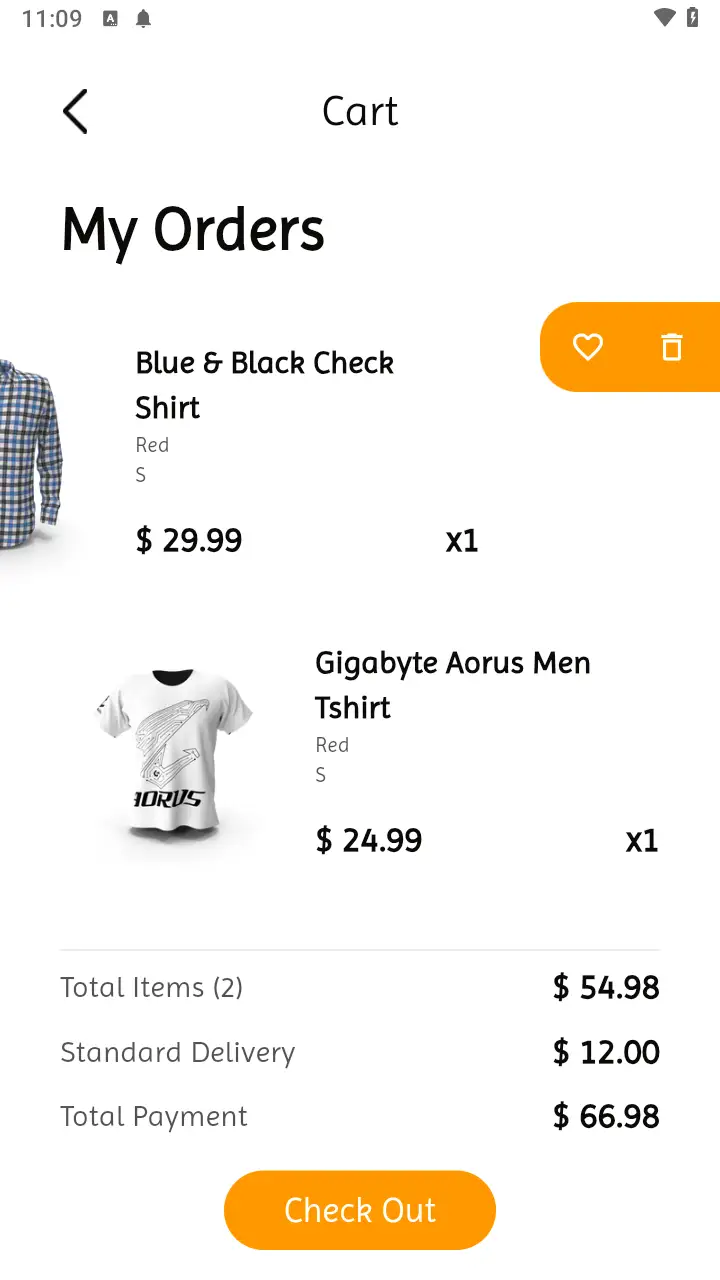 11:09
Cart
My Orders
Blue & Black Check
Shirt
Red
S
$ 29.99
x1
Gigabyte Aorus Men
Tshirt
Red
S
AORUS
$ 24.99
x1
Total Items (2)
$ 54.98
Standard Delivery
$ 12.00
Total Payment
$ 66.98
Check Out